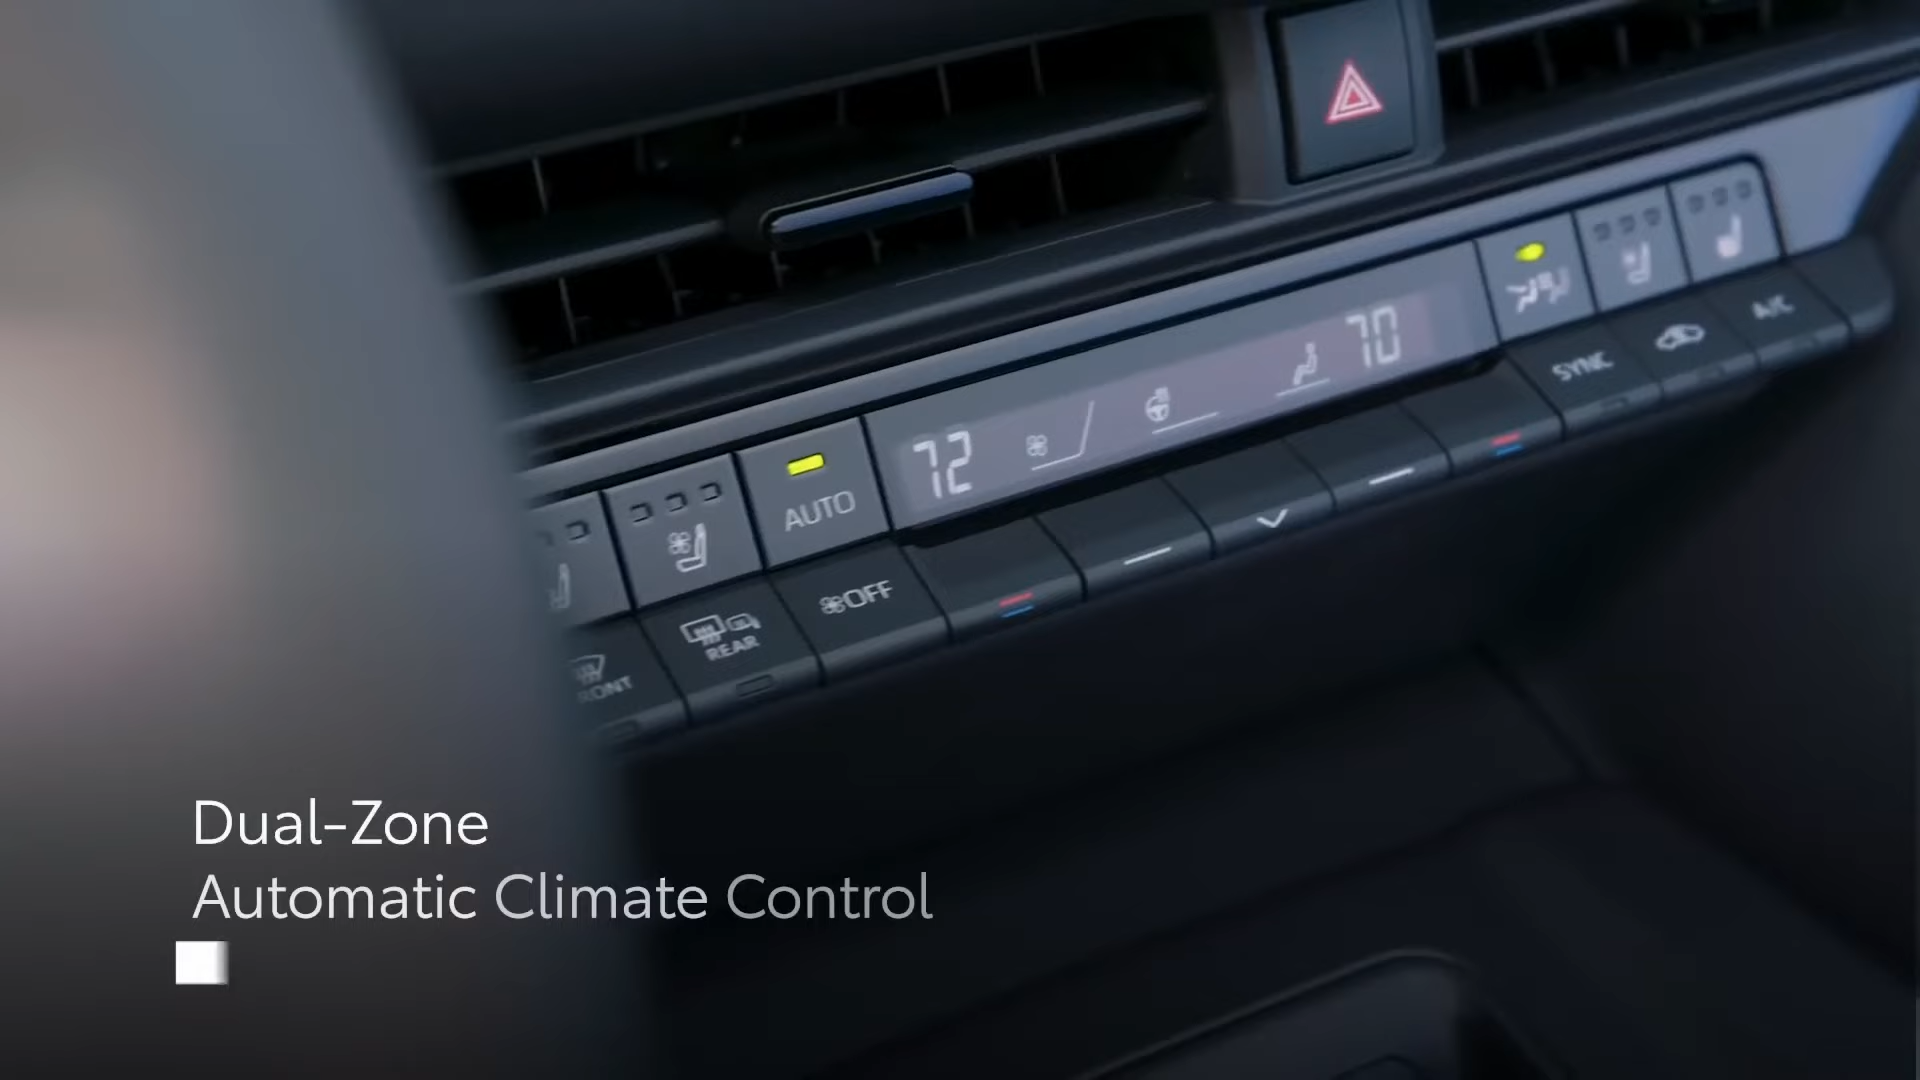 72
70
AUTO
SYNC
A/C
OFF
REAR
Dual-Zone
Automatic Climate Control